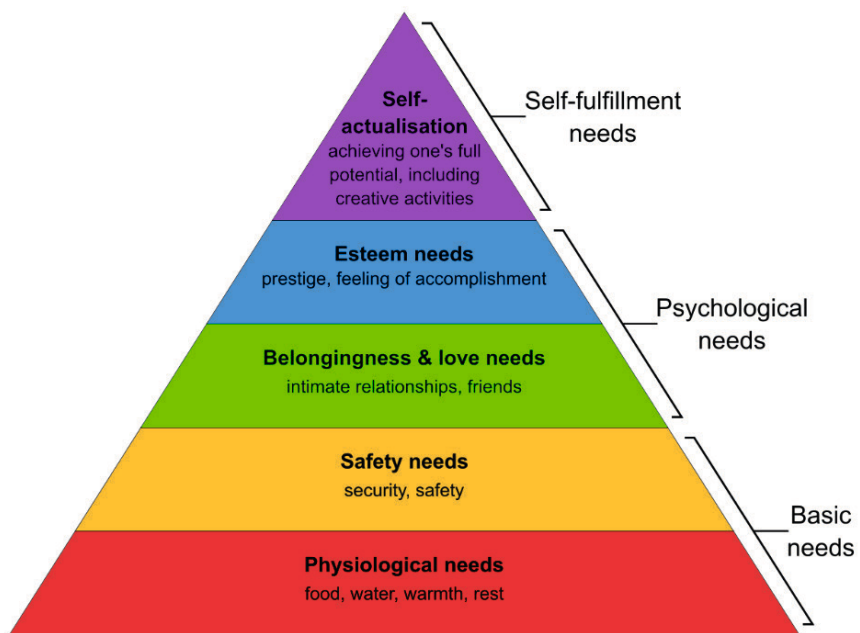 Self-
actualisation
achieving one's full
potential, including
creative activities
Self-fulfillment
needs
Esteem needs
prestige, feeling of accomplishment
Psychological
needs
Belongingness & love needs
intimate relationships, friends
Safety needs
security, safety
Basic
needs
Physiological needs
food, water, warmth, rest